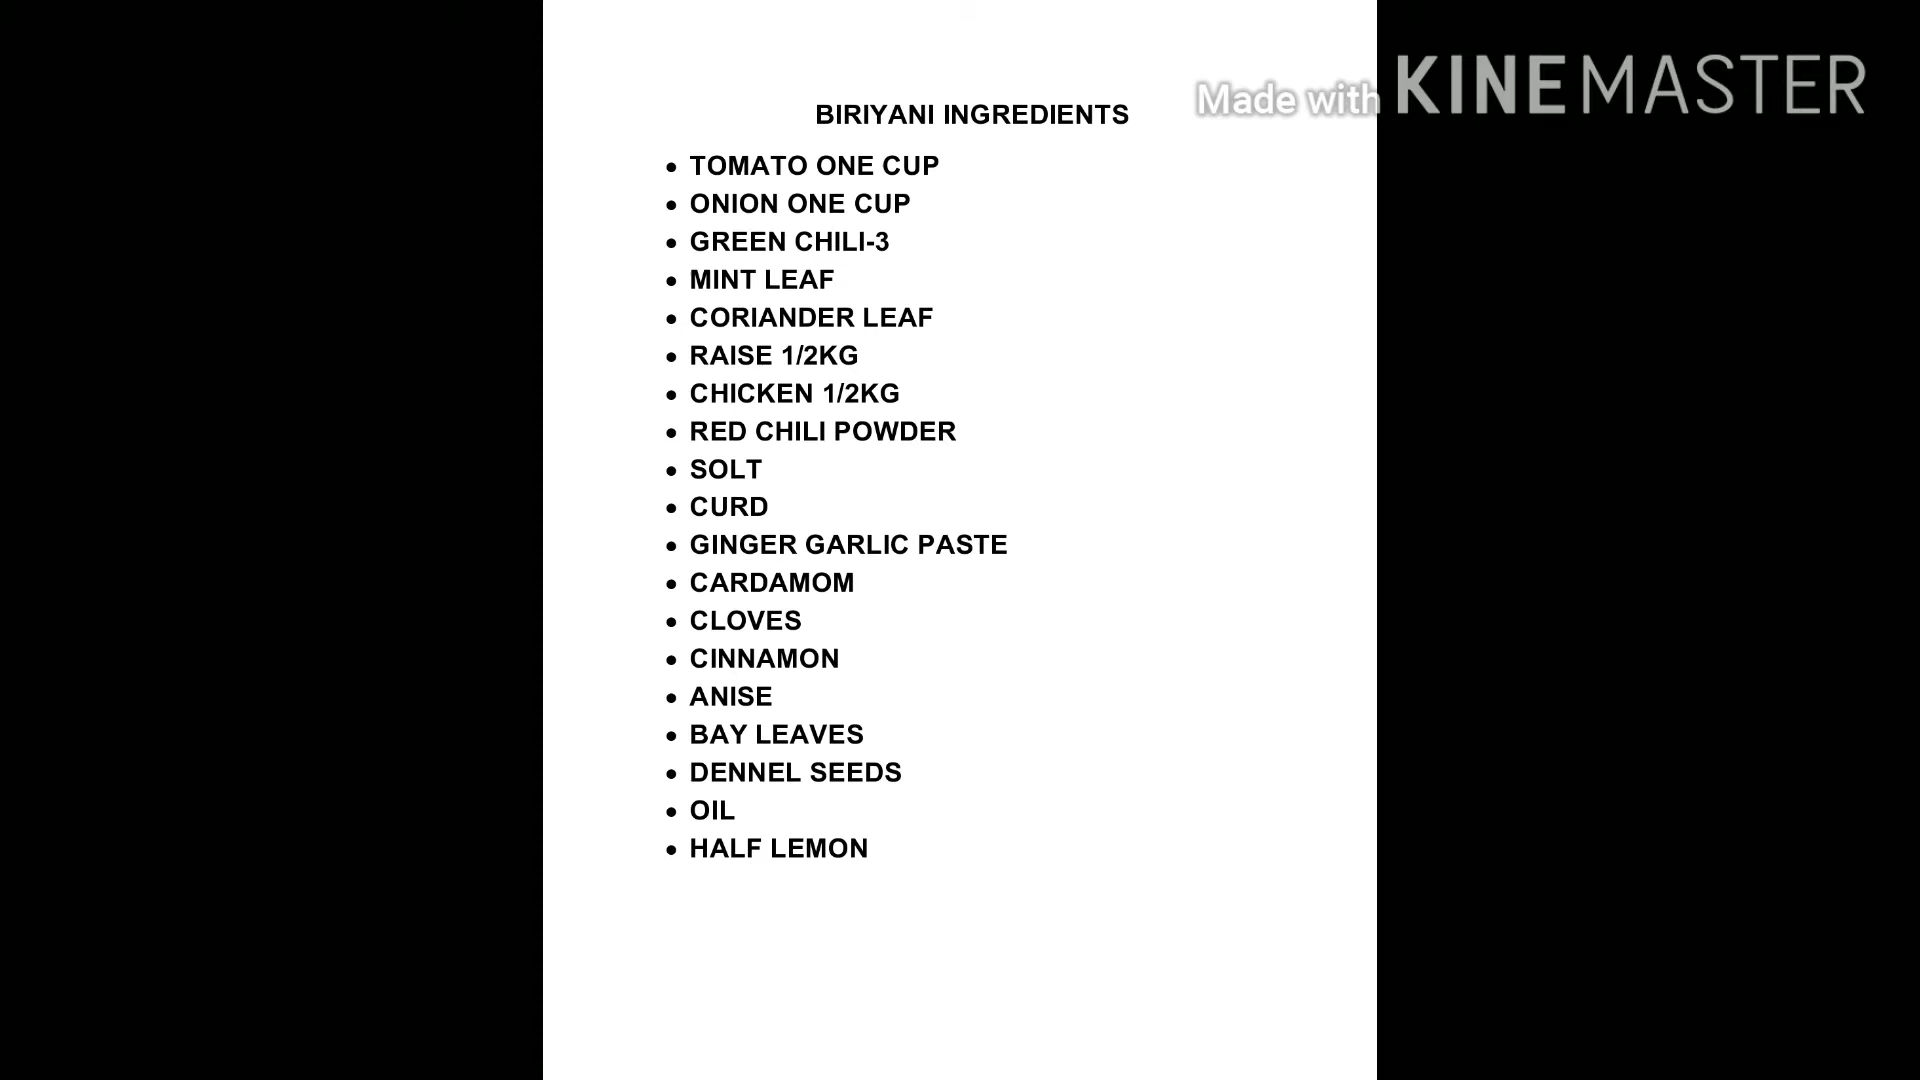 Made with KINEMASTER
BIRIYANI INGREDIENTS
• TOMATO ONE CUP
• ONION ONE CUP
• GREEN CHILI-3
• MINT LEAF
• CORIANDER LEAF
• RAISE 1/2KG
• CHICKEN 1/2KG
• RED CHILI POWDER
• SOLT
• CURD
• GINGER GARLIC PASTE
• CARDAMOM
• CLOVES
• CINNAMON
• ANISE
• BAY LEAVES
• DENNEL SEEDS
• OIL
• HALF LEMON